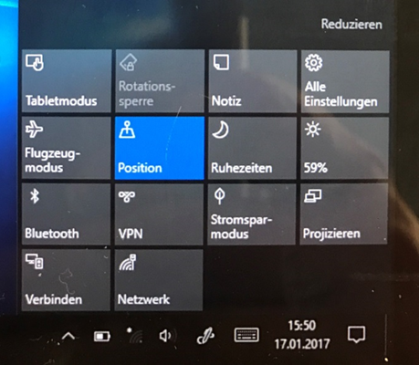 Reduzieren
Tabletmodus
Rotations-
sperre
Notiz
Alle
Einstellungen
Flugzeug-
modus
Position
Ruhezeiten
59%
Bluetooth
VPN
Stromspar-
modus
Projizieren
Verbinden
Netzwerk
15:50
17.01.2017